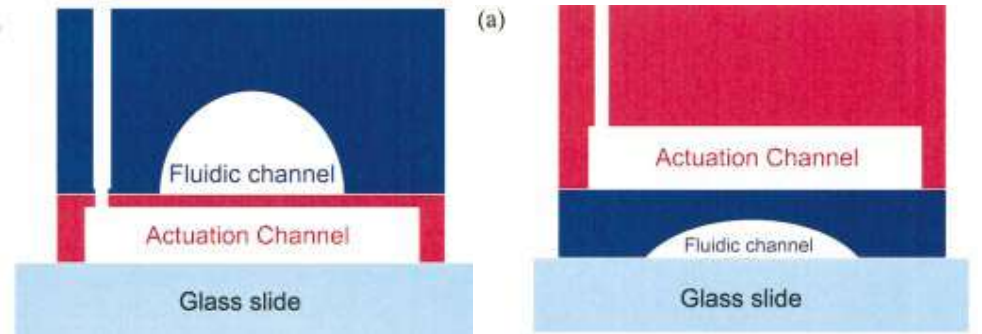 (a)
Fluidic channel
Actuation Channel
Glass slide
Actuation Channel
Fluidic channel
Glass slide